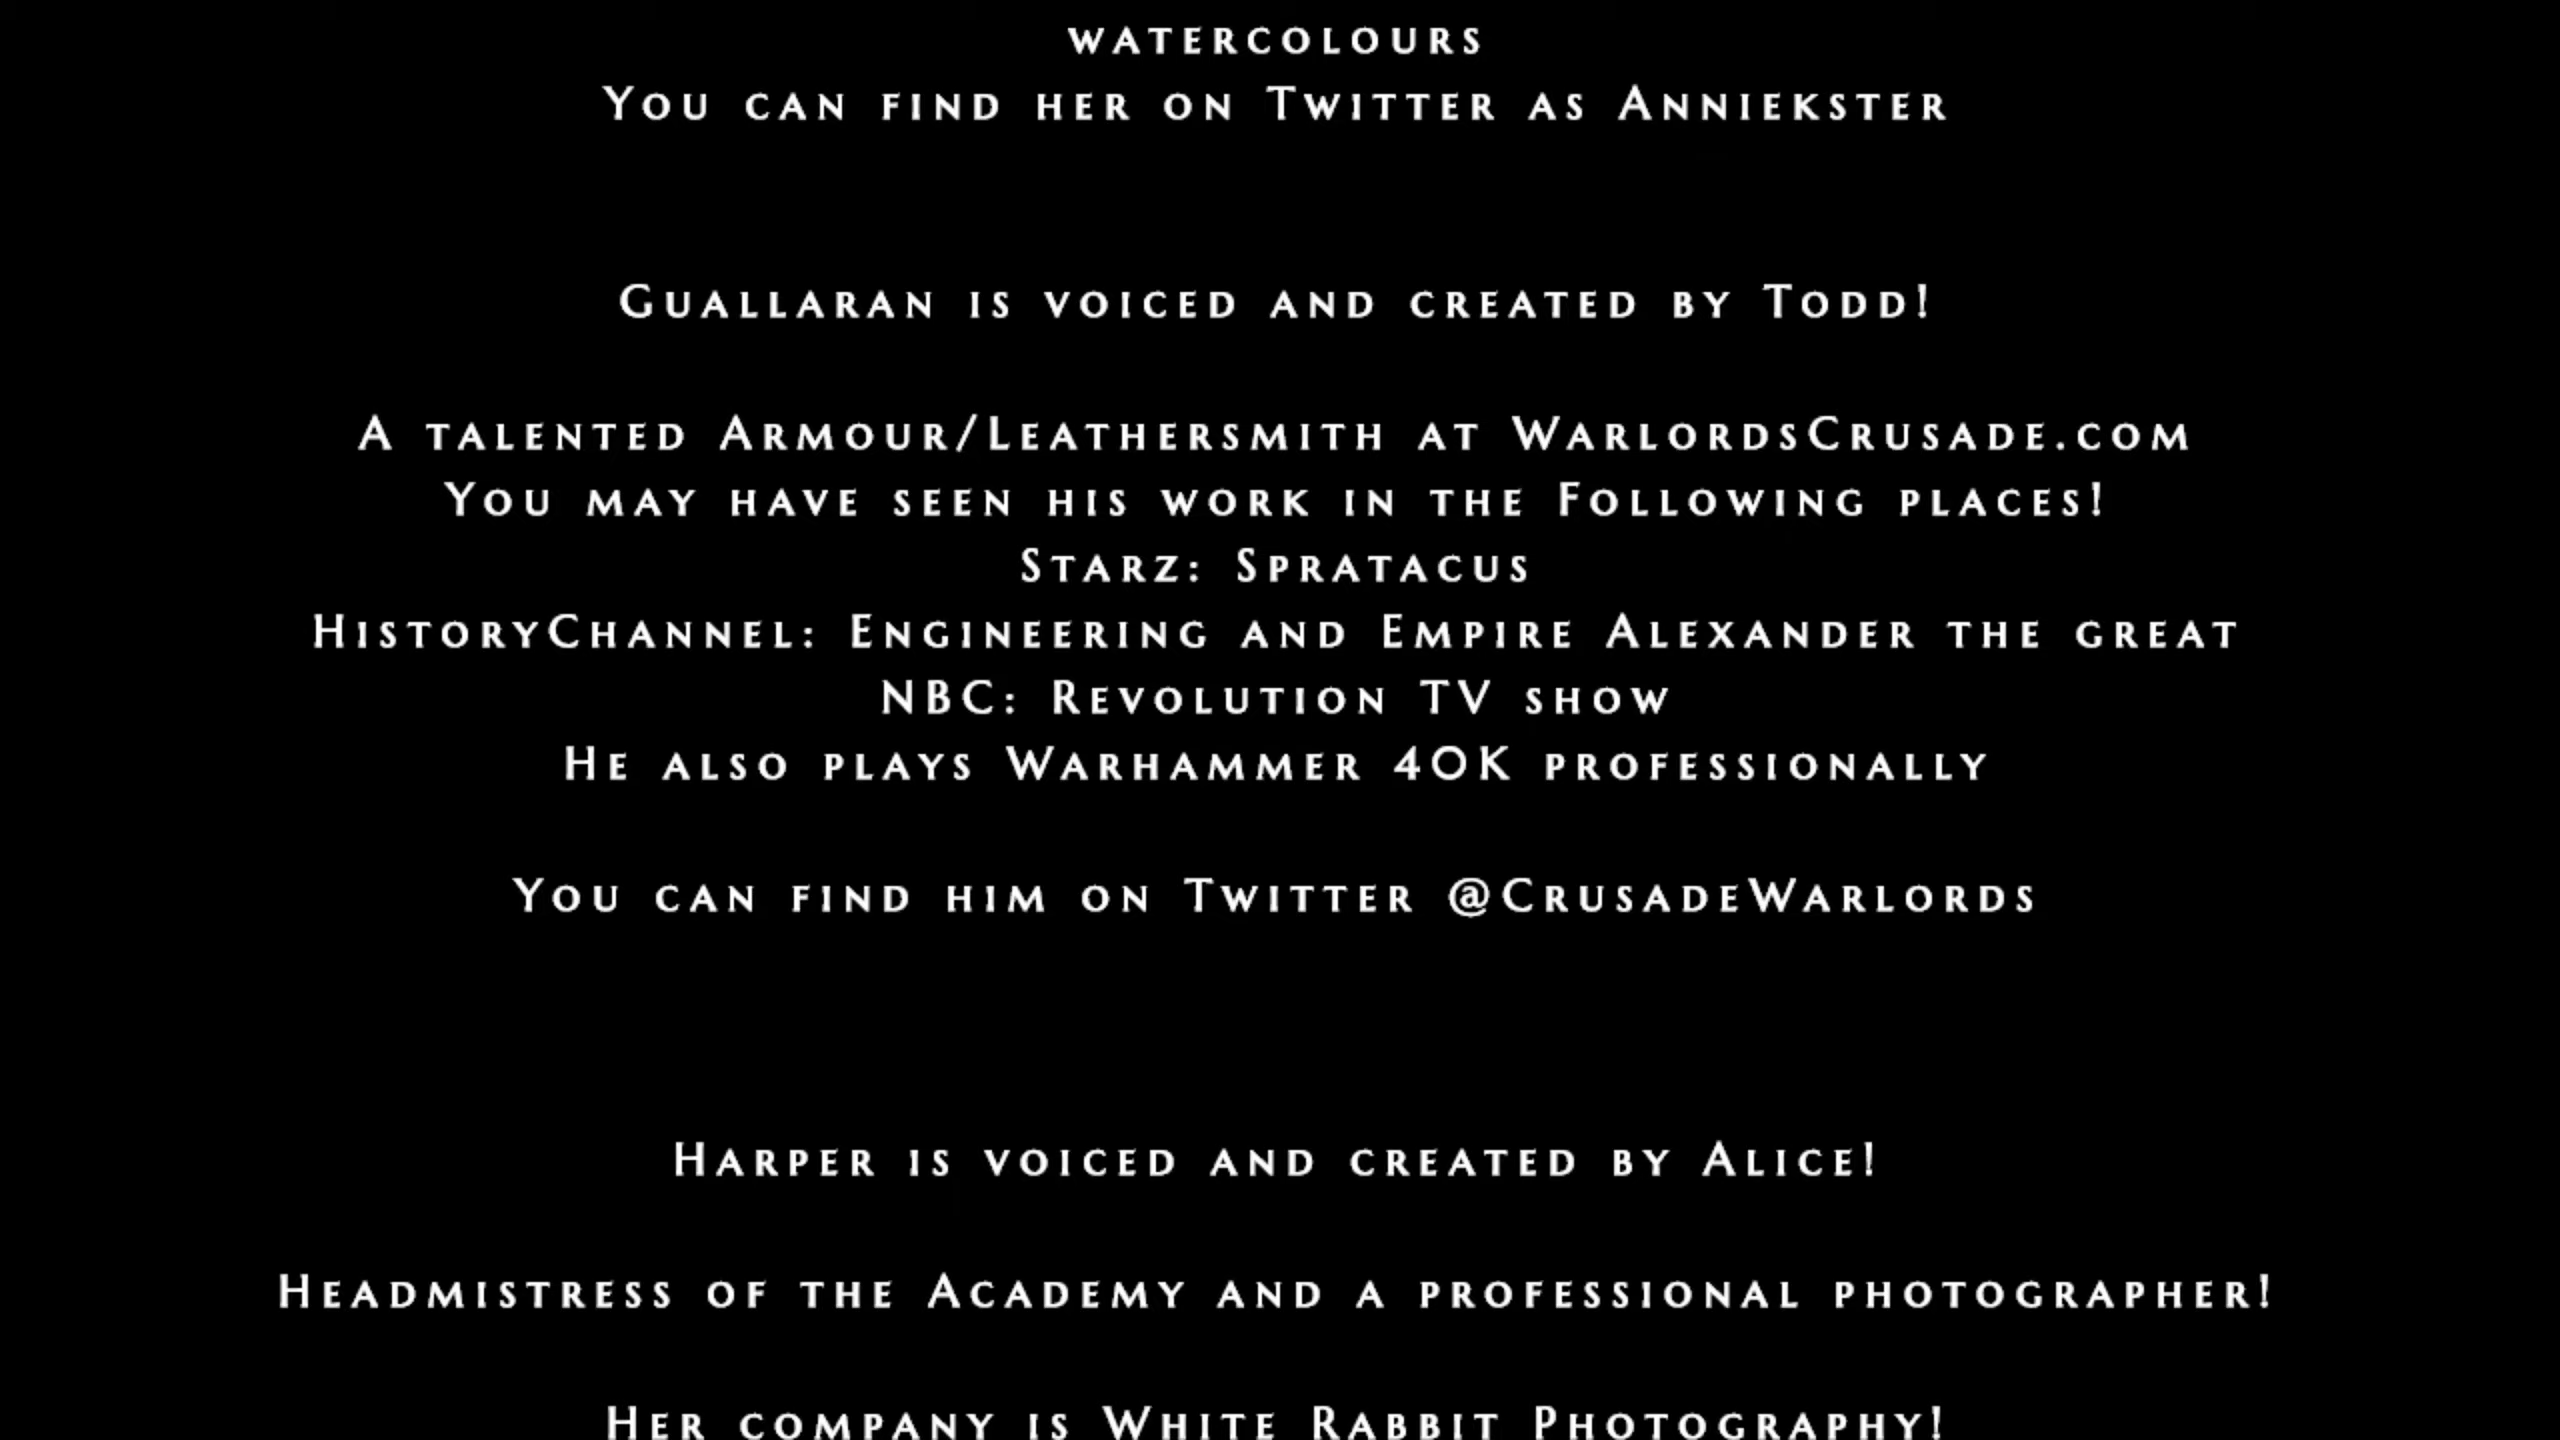 watercolours
You can find her on Twitter as Anniekster
Guallaran is voiced and created by Todd!
A talented Armour/Leathersmith at WarlordsCrusade.com
You may have seen his work in the Following places!
Starz: Spratacus
HistoryChannel: Engineering and Empire Alexander the great
NBC: Revolution TV show
He also plays Warhammer 40K professionally
You can find him on Twitter @CrusadeWarlords
Harper is voiced and created by Alice!
Headmistress of the Academy and a professional photographer!
Her company is White Rabbit Photography!